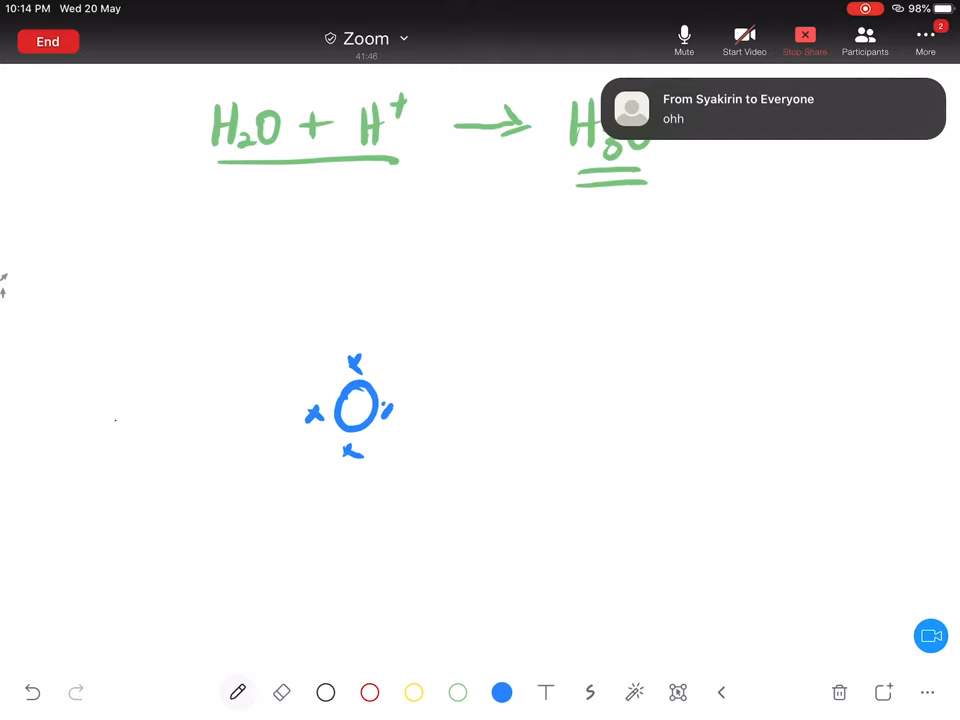 10:14 PM Wed 20 May 98%
End
Zoom
41:46
Mute
Start Video
Stop Share
Participants
2
More
From Syakirin to Everyone
ohh
H₂O + H⁺ → H₃O
O
T